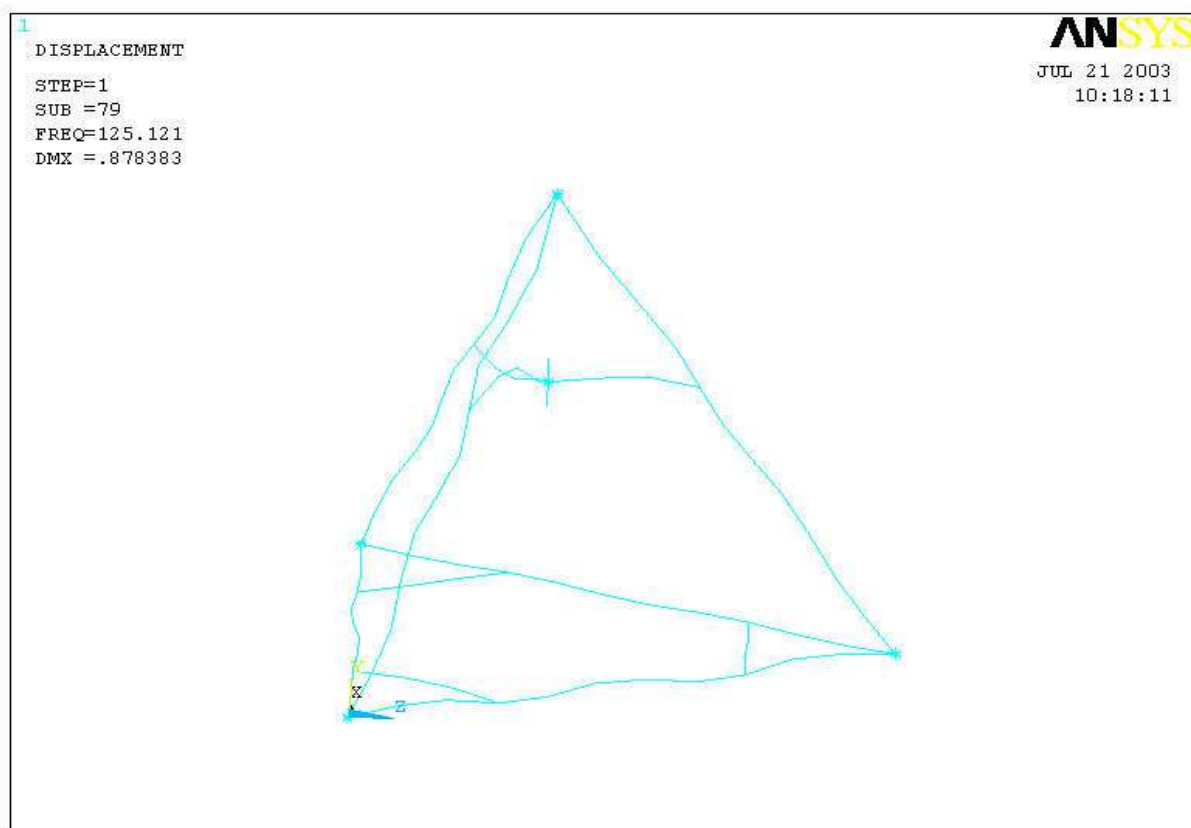 1
DISPLACEMENT
STEP=1
SUB =79
FREQ=125.121
DMX =.878383
ANSYS
JUL 21 2003
10:18:11
Y
X
Z